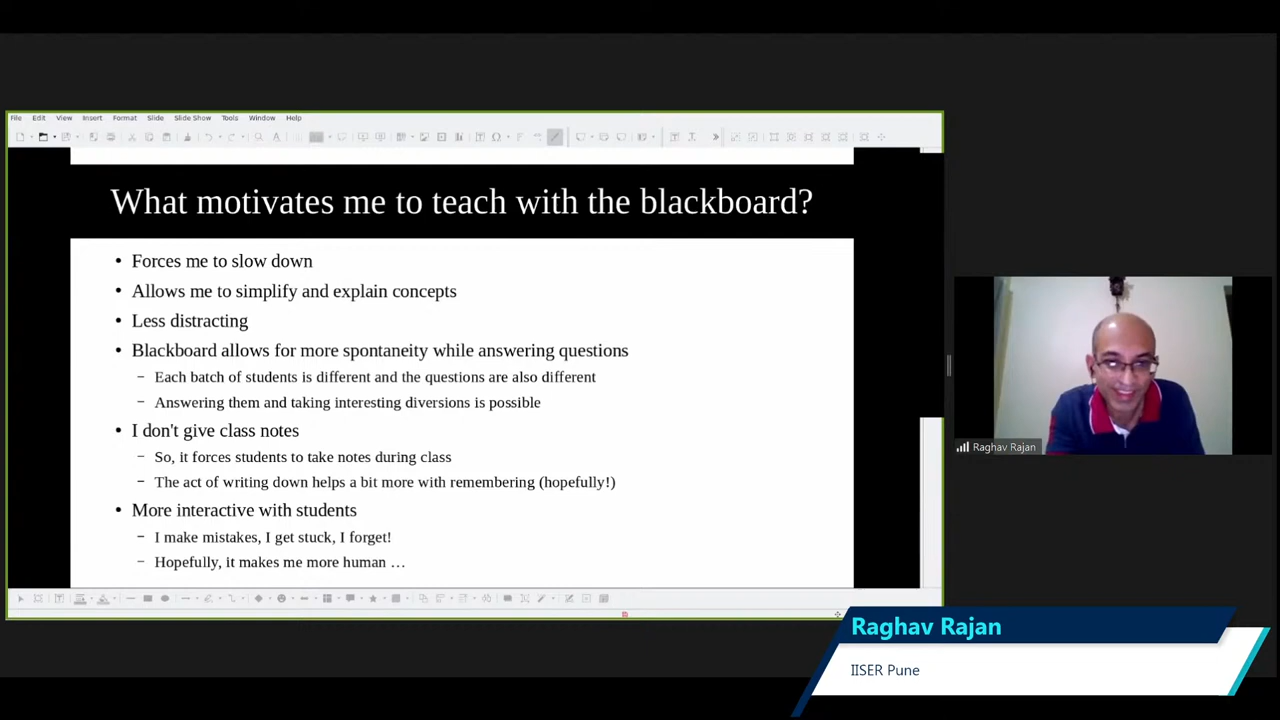 File Edit View Insert Format Slide Slide Show Tools Window Help
What motivates me to teach with the blackboard?
• Forces me to slow down
• Allows me to simplify and explain concepts
• Less distracting
• Blackboard allows for more spontaneity while answering questions
– Each batch of students is different and the questions are also different
– Answering them and taking interesting diversions is possible
• I don't give class notes
– So, it forces students to take notes during class
– The act of writing down helps a bit more with remembering (hopefully!)
• More interactive with students
– I make mistakes, I get stuck, I forget!
– Hopefully, it makes me more human …
Raghav Rajan
Raghav Rajan
IISER Pune